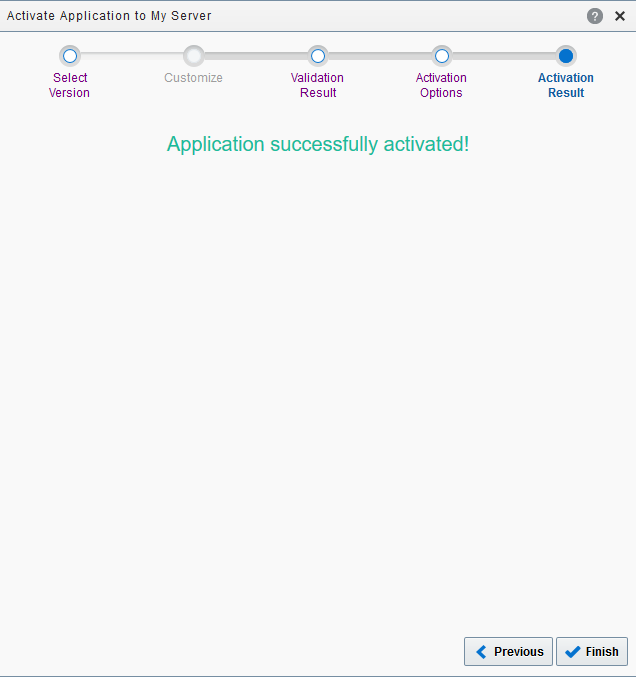 Activate Application to My Server
?
Select
Version
Customize
Validation
Result
Activation
Options
Activation
Result
Application successfully activated!
Previous
Finish